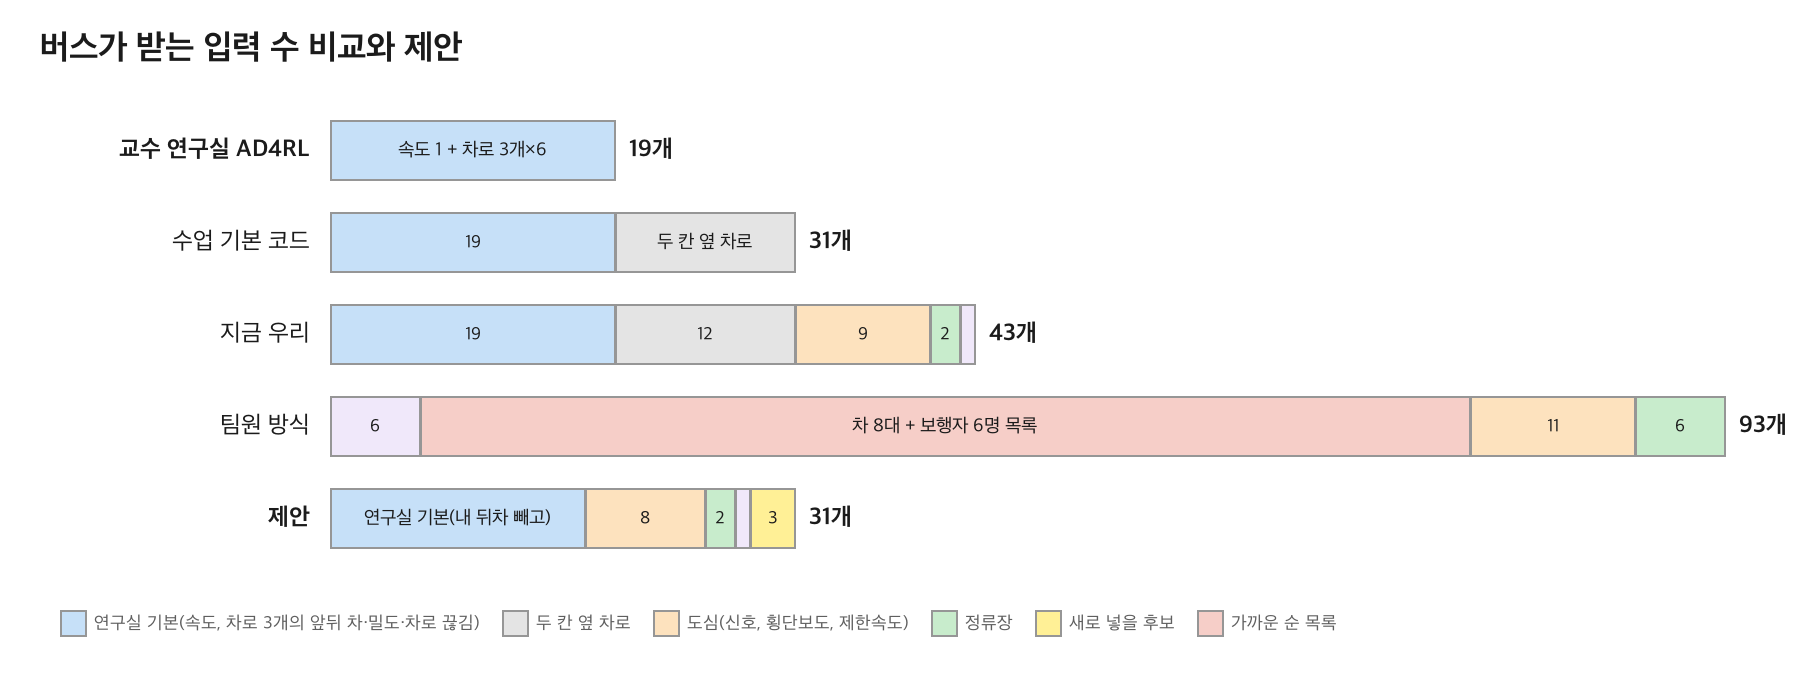 버스가 받는 입력 수 비교와 제안
교수 연구실 AD4RL 속도 1 + 차로 3개×6 19개
수업 기본 코드 19 두 칸 옆 차로 31개
지금 우리 19 12 9 2 43개
팀원 방식 6 차 8대 + 보행자 6명 목록 11 6 93개
제안 연구실 기본(내 뒤차 빼고) 8 2 3 31개
연구실 기본(속도, 차로 3개의 앞뒤 차·밀도·차로 끊김) 두 칸 옆 차로 도심(신호, 횡단보도, 제한속도) 정류장 새로 넣을 후보 가까운 순 목록